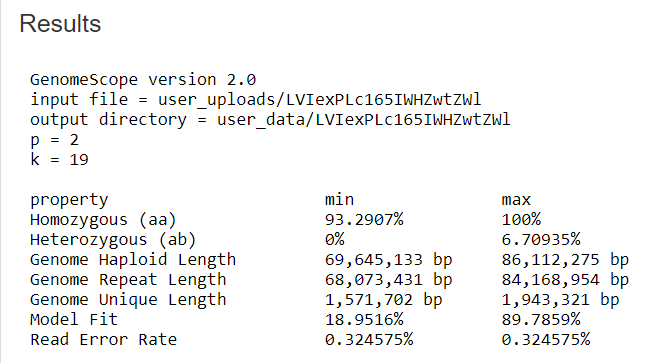 Results
GenomeScope version 2.0
input file = user_uploads/LVIexPLc165IWHZwtZWl
output directory = user_data/LVIexPLc165IWHZwtZWl
p = 2
k = 19
property min max
Homozygous (aa) 93.2907% 100%
Heterozygous (ab) 0% 6.70935%
Genome Haploid Length 69,645,133 bp 86,112,275 bp
Genome Repeat Length 68,073,431 bp 84,168,954 bp
Genome Unique Length 1,571,702 bp 1,943,321 bp
Model Fit 18.9516% 89.7859%
Read Error Rate 0.324575% 0.324575%